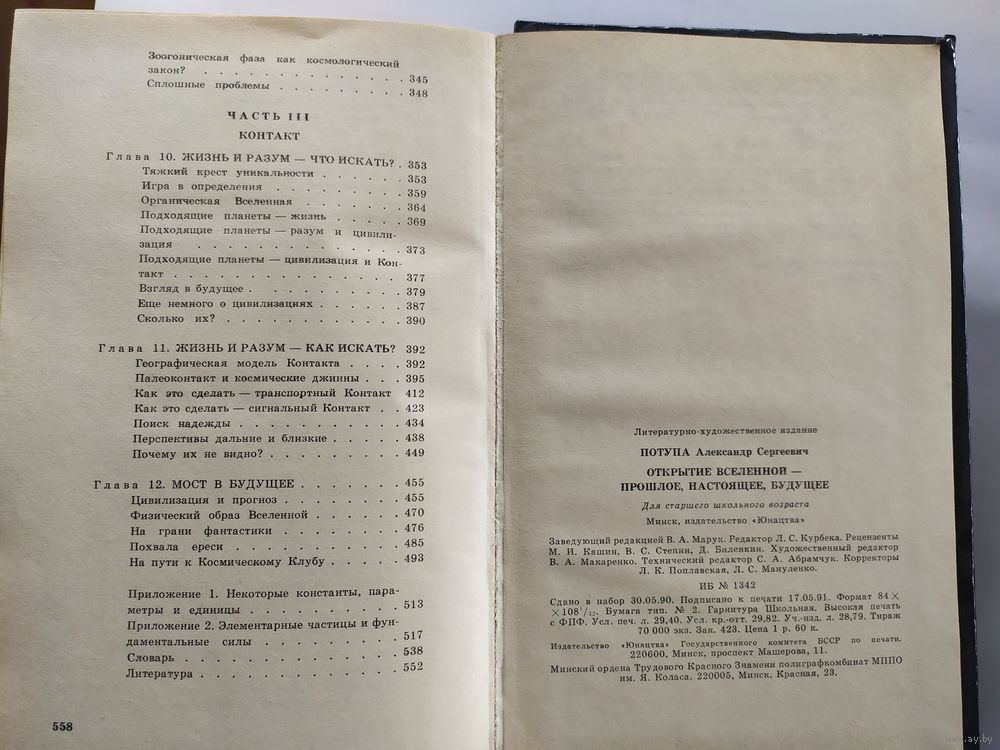 Зоогоническая фаза как космологический
закон? . . . . . . . . . . . . . . 345
Сплошные проблемы . . . . . . . . . 348
ЧАСТЬ III
КОНТАКТ
Глава 10. ЖИЗНЬ И РАЗУМ — ЧТО ИСКАТЬ? . 353
Тяжкий крест уникальности . . . . . . 353
Игра в определения . . . . . . . . . 359
Органическая Вселенная . . . . . . . 364
Подходящие планеты — жизнь . . . . . 369
Подходящие планеты — разум и цивили-
зация . . . . . . . . . . . . . . 373
Подходящие планеты — цивилизация и Кон-
такт . . . . . . . . . . . . . . . 377
Взгляд в будущее . . . . . . . . . . 379
Еще немного о цивилизациях . . . . . . 387
Сколько их? . . . . . . . . . . . . 390
Глава 11. ЖИЗНЬ И РАЗУМ — КАК ИСКАТЬ? 392
Географическая модель Контакта . . . . 392
Палеоконтакт и космические джинны . . . 395
Как это сделать — транспортный Контакт 412
Как это сделать — сигнальный Контакт . . 423
Поиск надежды . . . . . . . . . . . 434
Перспективы дальние и близкие . . . . . 438
Почему их не видно? . . . . . . . . . 449
Глава 12. МОСТ В БУДУЩЕЕ . . . . . . . 455
Цивилизация и прогноз . . . . . . . . 455
Физический образ Вселенной . . . . . . 470
На грани фантастики . . . . . . . . 476
Похвала ереси . . . . . . . . . . . 485
На пути к Космическому Клубу . . . . . 493
Приложение 1. Некоторые константы, пара-
метры и единицы . . . . . . . . . . 513
Приложение 2. Элементарные частицы и фун-
даментальные силы . . . . . . . . . 517
Словарь . . . . . . . . . . . . . . 538
Литература . . . . . . . . . . . . . 552
558
Литературно-художественное издание
ПОТУПА Александр Сергеевич
ОТКРЫТИЕ ВСЕЛЕННОЙ —
ПРОШЛОЕ, НАСТОЯЩЕЕ, БУДУЩЕЕ
Для старшего школьного возраста
Минск, издательство «Юнацтва»
Заведующий редакцией В. А. Марук. Редактор Л. С. Курбека. Рецензенты
М. И. Кашин, В. С. Степин, Д. Биленкин. Художественный редактор
В. А. Макаренко. Технический редактор С. А. Абрамчук. Корректоры
Л. К. Поплавская, Л. С. Мануленко.
ИБ № 1342
Сдано в набор 30.05.90. Подписано к печати 17.05.91. Формат 84×
×108¹/₃₂. Бумага тип. № 2. Гарнитура Школьная. Высокая печать
с ФПФ. Усл. печ. л. 29,40. Усл. кр.-отт. 29,82. Уч.-изд. л. 28,79. Тираж
70 000 экз. Зак. 423. Цена 1 р. 60 к.
Издательство «Юнацтва» Государственного комитета БССР по печати.
220600, Минск, проспект Машерова, 11.
Минский ордена Трудового Красного Знамени полиграфкомбинат МППО
им. Я. Коласа. 220005, Минск, Красная, 23.
www.ay.by